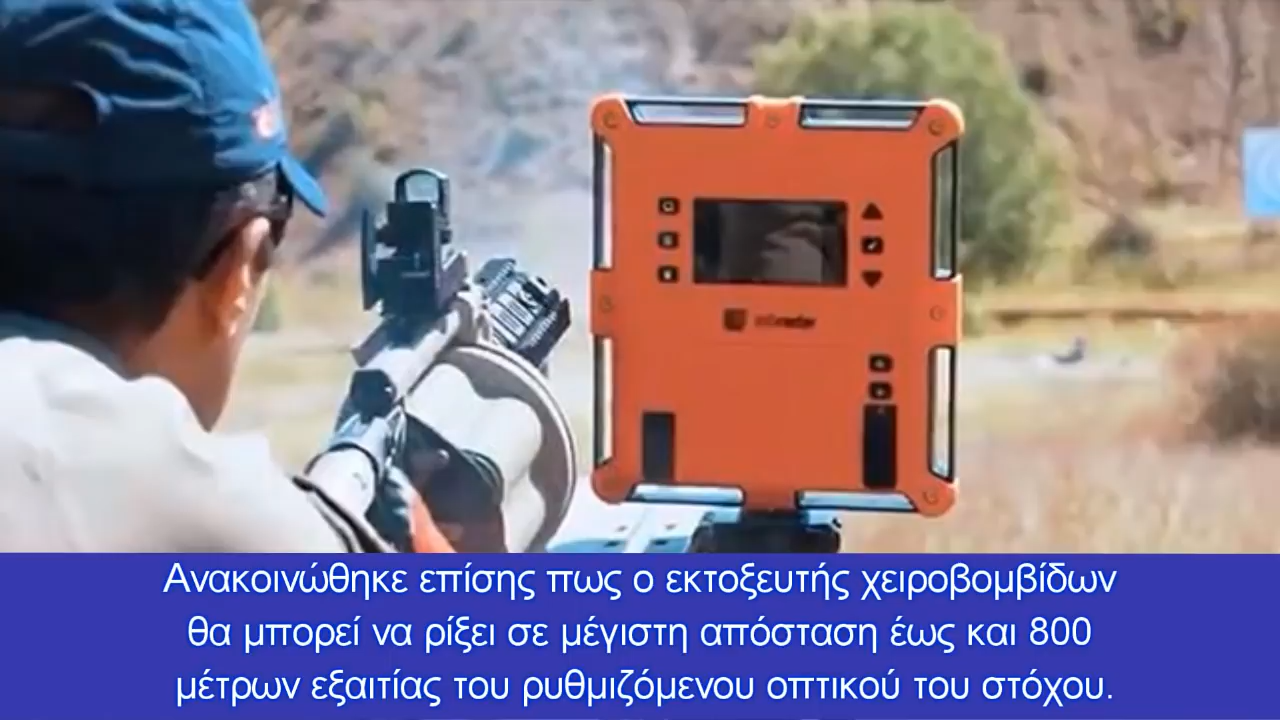 labradar
Ανακοινώθηκε επίσης πως ο εκτοξευτής χειροβομβίδων
θα μπορεί να ρίξει σε μέγιστη απόσταση έως και 800
μέτρων εξαιτίας του ρυθμιζόμενου οπτικού του στόχου.